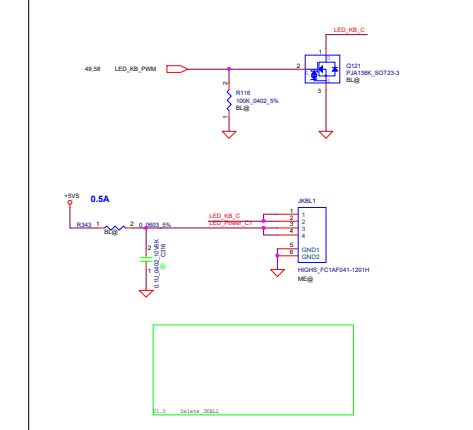 LED_KB_C
49,58 LED_KB_PWM
1
2
3
Q121
PJA138K_SOT23-3
BL@
2
1
R116
100K_0402_5%
BL@
+5VS
0.5A
R343 1 2 0_0603_5%
BL@
2
1
0.1U_0402_10V6K
C316
@
LED_KB_C
LED_Power_C1
JKBL1
1 1
2 2
3 3
4 4
5 GND1
6 GND2
HIGHS_FC1AF041-1201H
ME@
V1.0 Delete JKBL2